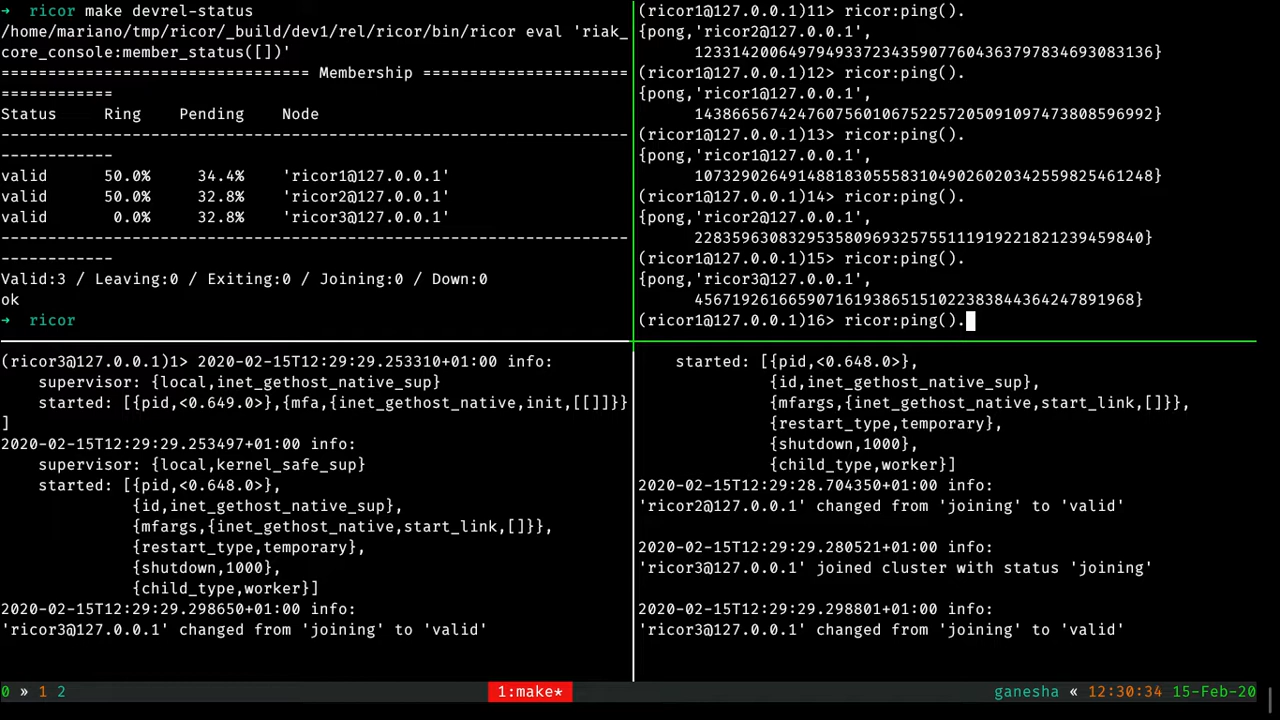 → ricor make devrel-status
/home/mariano/tmp/ricor/_build/dev1/rel/ricor/bin/ricor eval 'riak_
core_console:member_status([])'
================================= Membership =======================
============
Status     Ring    Pending    Node
--------------------------------------------------------------------
------------
valid      50.0%     34.4%    'ricor1@127.0.0.1'
valid      50.0%     32.8%    'ricor2@127.0.0.1'
valid       0.0%     32.8%    'ricor3@127.0.0.1'
--------------------------------------------------------------------
------------
Valid:3 / Leaving:0 / Exiting:0 / Joining:0 / Down:0
ok
→ ricor
(ricor1@127.0.0.1)11> ricor:ping().
{pong,'ricor2@127.0.0.1',
1233142006497949337234359077604363797834693083136}
(ricor1@127.0.0.1)12> ricor:ping().
{pong,'ricor1@127.0.0.1',
1438665674247607560106752257205091097473808596992}
(ricor1@127.0.0.1)13> ricor:ping().
{pong,'ricor1@127.0.0.1',
1073290264914881830555831049026020342559825461248}
(ricor1@127.0.0.1)14> ricor:ping().
{pong,'ricor2@127.0.0.1',
228359630832953580969325755111919221821239459840}
(ricor1@127.0.0.1)15> ricor:ping().
{pong,'ricor3@127.0.0.1',
456719261665907161938651510223838443642478919​68}
(ricor1@127.0.0.1)16> ricor:ping().
(ricor3@127.0.0.1)1> 2020-02-15T12:29:29.253310+01:00 info:
supervisor: {local,inet_gethost_native_sup}
started: [{pid,<0.649.0>},{mfa,{inet_gethost_native,init,[[]]}}
]
2020-02-15T12:29:29.253497+01:00 info:
supervisor: {local,kernel_safe_sup}
started: [{pid,<0.648.0>},
{id,inet_gethost_native_sup},
{mfargs,{inet_gethost_native,start_link,[]}},
{restart_type,temporary},
{shutdown,1000},
{child_type,worker}]
2020-02-15T12:29:29.298650+01:00 info:
'ricor3@127.0.0.1' changed from 'joining' to 'valid'
started: [{pid,<0.648.0>},
{id,inet_gethost_native_sup},
{mfargs,{inet_gethost_native,start_link,[]}},
{restart_type,temporary},
{shutdown,1000},
{child_type,worker}]
2020-02-15T12:29:28.704350+01:00 info:
'ricor2@127.0.0.1' changed from 'joining' to 'valid'
2020-02-15T12:29:29.280521+01:00 info:
'ricor3@127.0.0.1' joined cluster with status 'joining'
2020-02-15T12:29:29.298801+01:00 info:
'ricor3@127.0.0.1' changed from 'joining' to 'valid'
0 » 1 2 1:make* ganesha « 12:30:34 15-Feb-20